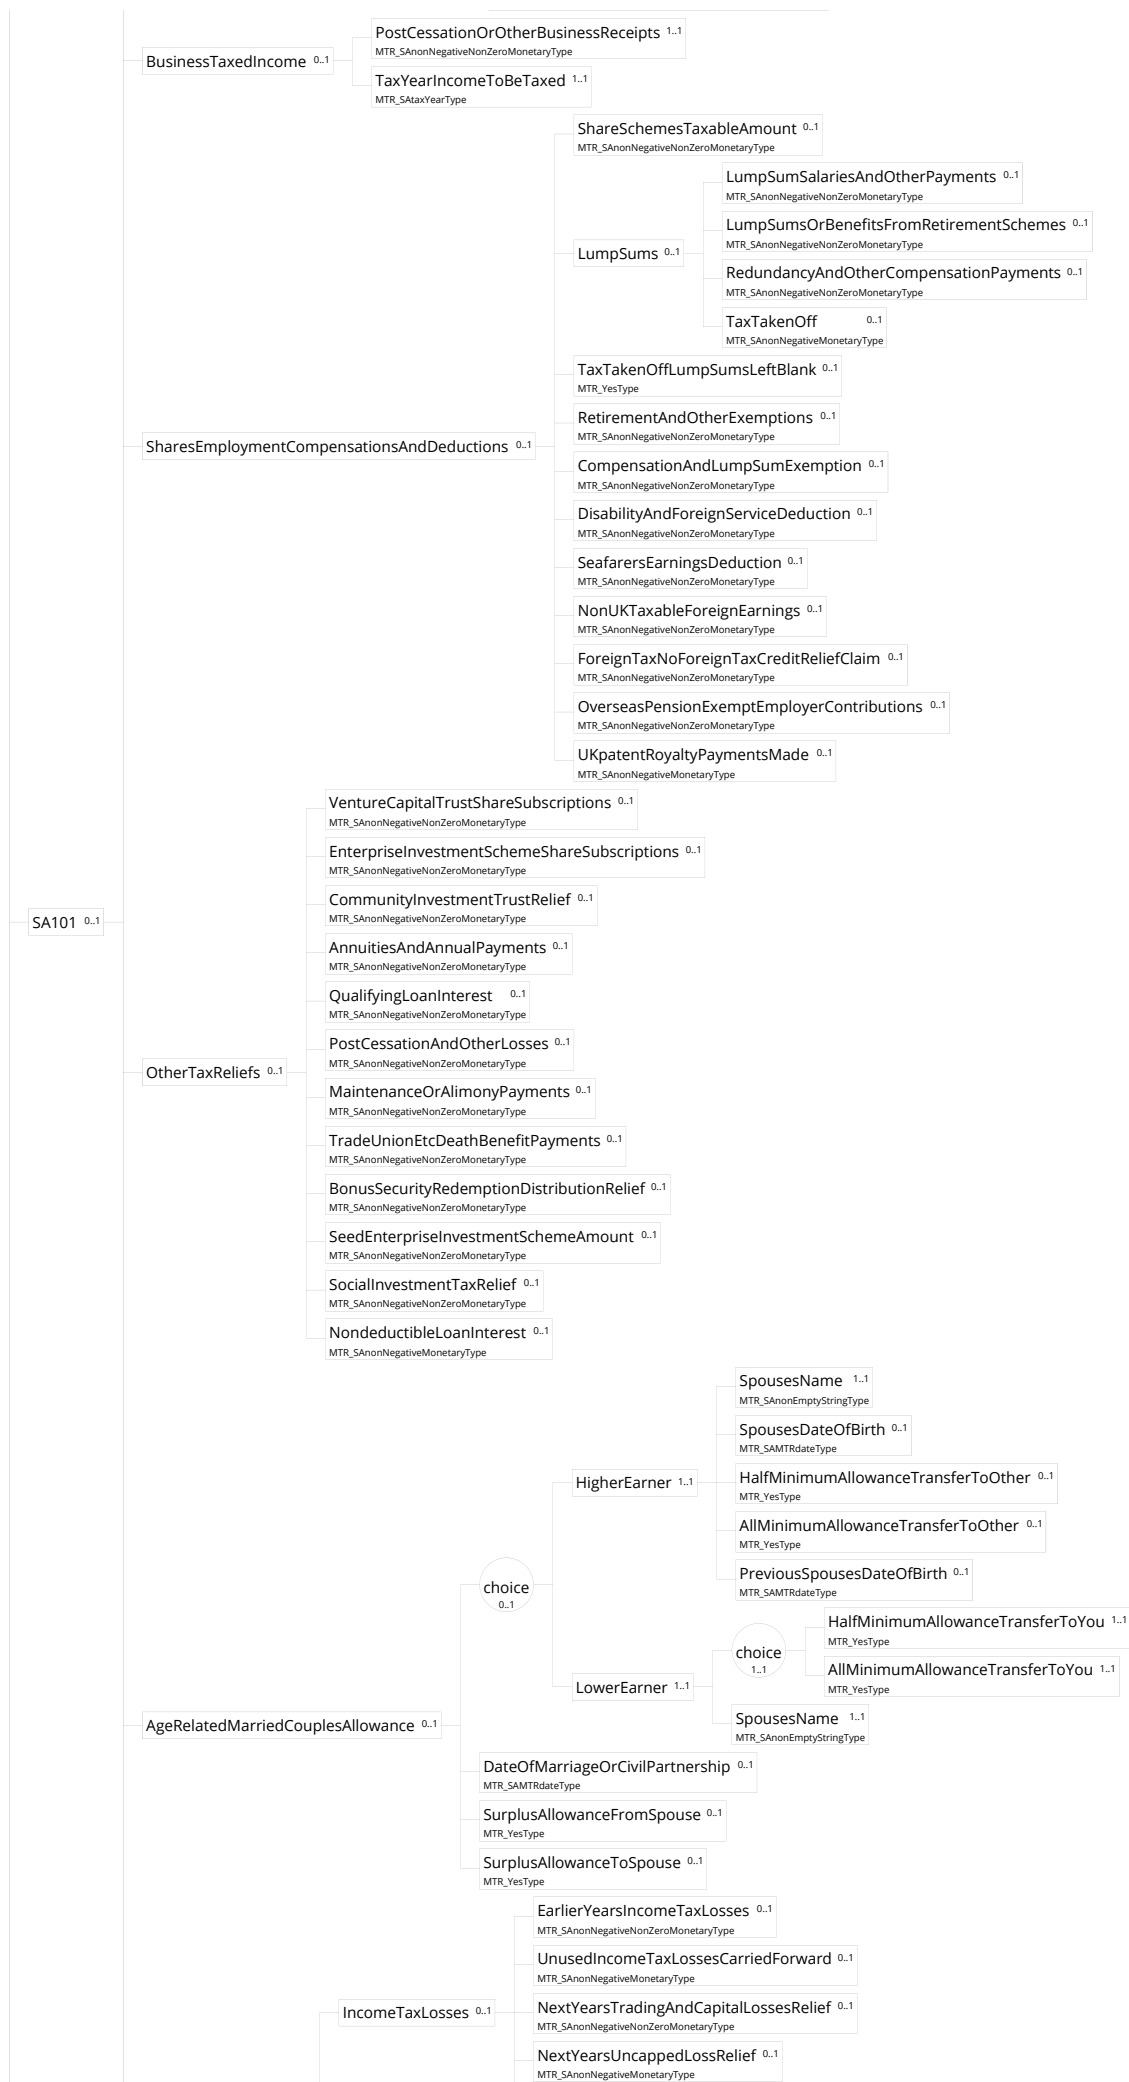 PostCessationOrOtherBusinessReceipts 1..1
MTR_SAnonNegativeNonZeroMonetaryType
BusinessTaxedIncome 0..1
TaxYearIncomeToBeTaxed 1..1
MTR_SAtaxYearType
ShareSchemesTaxableAmount 0..1
MTR_SAnonNegativeNonZeroMonetaryType
LumpSumSalariesAndOtherPayments 0..1
MTR_SAnonNegativeNonZeroMonetaryType
LumpSumsOrBenefitsFromRetirementSchemes 0..1
MTR_SAnonNegativeNonZeroMonetaryType
LumpSums 0..1
RedundancyAndOtherCompensationPayments 0..1
MTR_SAnonNegativeNonZeroMonetaryType
TaxTakenOff 0..1
MTR_SAnonNegativeMonetaryType
TaxTakenOffLumpSumsLeftBlank 0..1
MTR_YesType
RetirementAndOtherExemptions 0..1
MTR_SAnonNegativeNonZeroMonetaryType
SharesEmploymentCompensationsAndDeductions 0..1
CompensationAndLumpSumExemption 0..1
MTR_SAnonNegativeNonZeroMonetaryType
DisabilityAndForeignServiceDeduction 0..1
MTR_SAnonNegativeNonZeroMonetaryType
SeafarersEarningsDeduction 0..1
MTR_SAnonNegativeNonZeroMonetaryType
NonUKTaxableForeignEarnings 0..1
MTR_SAnonNegativeNonZeroMonetaryType
ForeignTaxNoForeignTaxCreditReliefClaim 0..1
MTR_SAnonNegativeNonZeroMonetaryType
OverseasPensionExemptEmployerContributions 0..1
MTR_SAnonNegativeNonZeroMonetaryType
UKpatentRoyaltyPaymentsMade 0..1
MTR_SAnonNegativeMonetaryType
VentureCapitalTrustShareSubscriptions 0..1
MTR_SAnonNegativeNonZeroMonetaryType
EnterpriseInvestmentSchemeShareSubscriptions 0..1
MTR_SAnonNegativeNonZeroMonetaryType
CommunityInvestmentTrustRelief 0..1
MTR_SAnonNegativeNonZeroMonetaryType
SA101 0..1
AnnuitiesAndAnnualPayments 0..1
MTR_SAnonNegativeNonZeroMonetaryType
QualifyingLoanInterest 0..1
MTR_SAnonNegativeNonZeroMonetaryType
PostCessationAndOtherLosses 0..1
MTR_SAnonNegativeNonZeroMonetaryType
OtherTaxReliefs 0..1
MaintenanceOrAlimonyPayments 0..1
MTR_SAnonNegativeNonZeroMonetaryType
TradeUnionEtcDeathBenefitPayments 0..1
MTR_SAnonNegativeNonZeroMonetaryType
BonusSecurityRedemptionDistributionRelief 0..1
MTR_SAnonNegativeNonZeroMonetaryType
SeedEnterpriseInvestmentSchemeAmount 0..1
MTR_SAnonNegativeNonZeroMonetaryType
SocialInvestmentTaxRelief 0..1
MTR_SAnonNegativeNonZeroMonetaryType
NondeductibleLoanInterest 0..1
MTR_SAnonNegativeMonetaryType
SpousesName 1..1
MTR_SAnonEmptyStringType
SpousesDateOfBirth 0..1
MTR_SAMTRdateType
HigherEarner 1..1
HalfMinimumAllowanceTransferToOther 0..1
MTR_YesType
AllMinimumAllowanceTransferToOther 0..1
MTR_YesType
PreviousSpousesDateOfBirth 0..1
MTR_SAMTRdateType
choice
0..1
HalfMinimumAllowanceTransferToYou 1..1
MTR_YesType
choice
1..1
AllMinimumAllowanceTransferToYou 1..1
MTR_YesType
LowerEarner 1..1
SpousesName 1..1
MTR_SAnonEmptyStringType
AgeRelatedMarriedCouplesAllowance 0..1
DateOfMarriageOrCivilPartnership 0..1
MTR_SAMTRdateType
SurplusAllowanceFromSpouse 0..1
MTR_YesType
SurplusAllowanceToSpouse 0..1
MTR_YesType
EarlierYearsIncomeTaxLosses 0..1
MTR_SAnonNegativeNonZeroMonetaryType
UnusedIncomeTaxLossesCarriedForward 0..1
MTR_SAnonNegativeMonetaryType
IncomeTaxLosses 0..1
NextYearsTradingAndCapitalLossesRelief 0..1
MTR_SAnonNegativeNonZeroMonetaryType
NextYearsUncappedLossRelief 0..1
MTR_SAnonNegativeMonetaryType